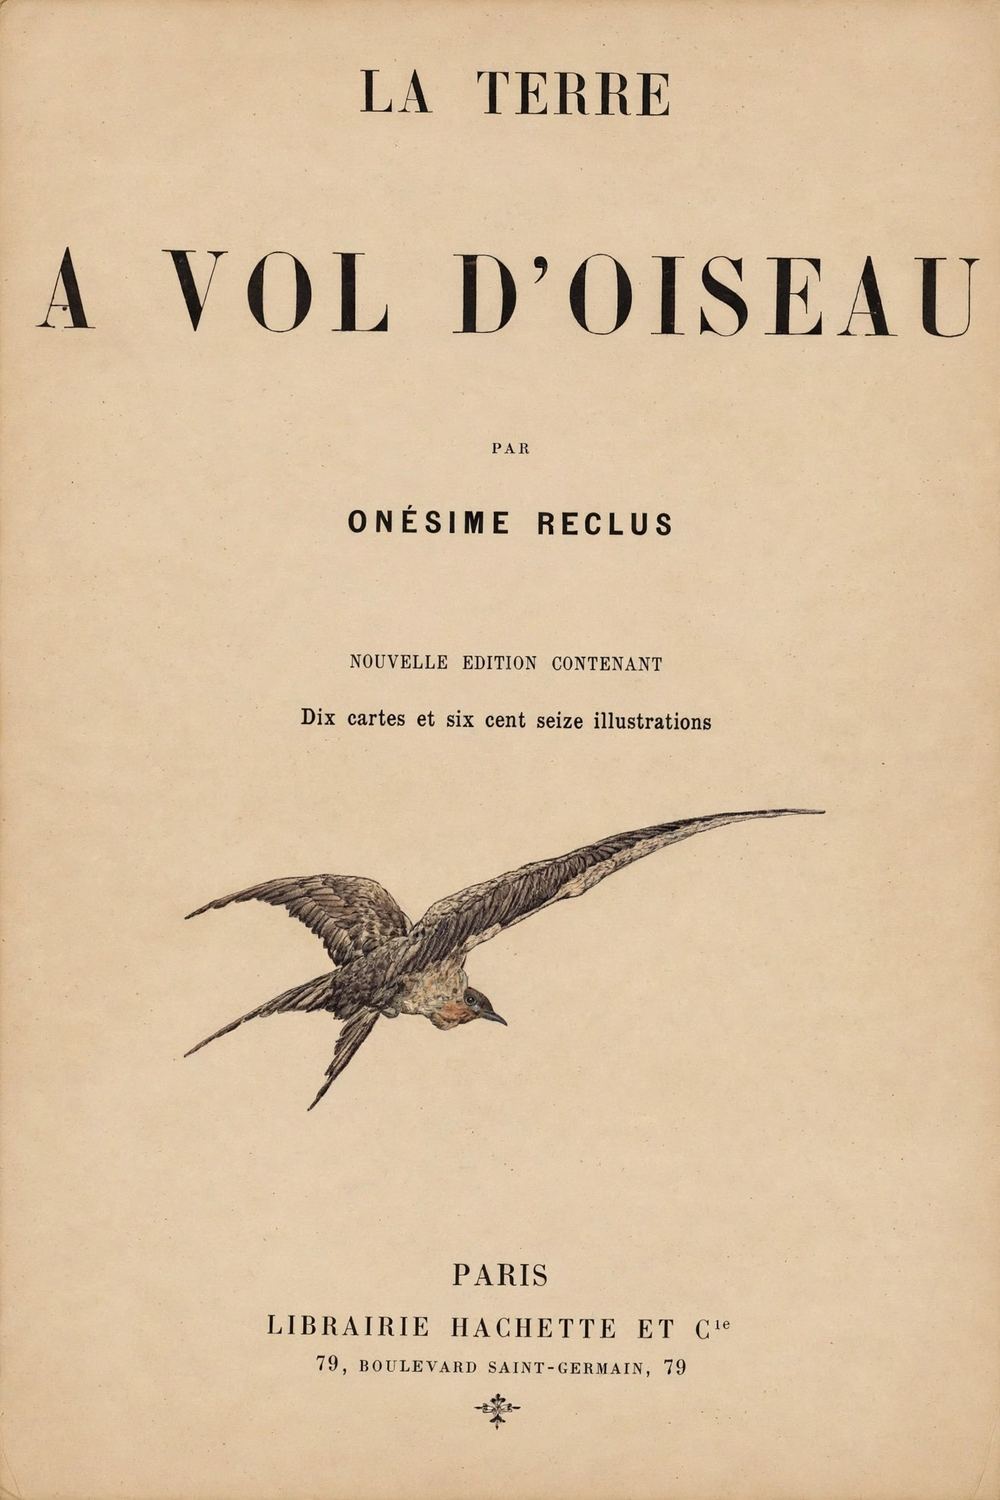 LA TERRE
A VOL D'OISEAU
PAR
ONÉSIME RECLUS
NOUVELLE EDITION CONTENANT
Dix cartes et six cent seize illustrations
PARIS
LIBRAIRIE HACHETTE ET Cie
79, BOULEVARD SAINT-GERMAIN, 79